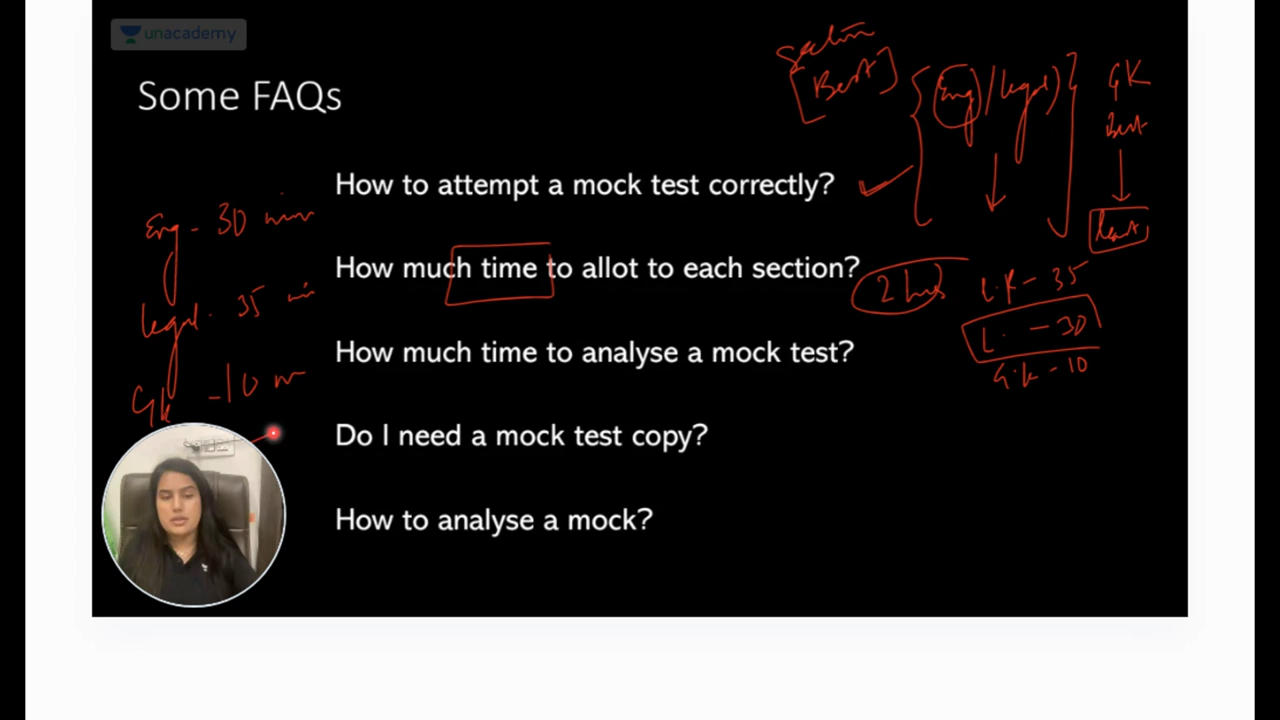 unacademy
Some FAQs
Section
[Best]
{Eng/legal}
GK
Best
last
How to attempt a mock test correctly?
Eng - 30 min
How much time to allot to each section?
2 hrs
L.R - 35
legal - 35 min
L. - 30
How much time to analyse a mock test?
G.K - 10
GK - 10 m
Do I need a mock test copy?
How to analyse a mock?